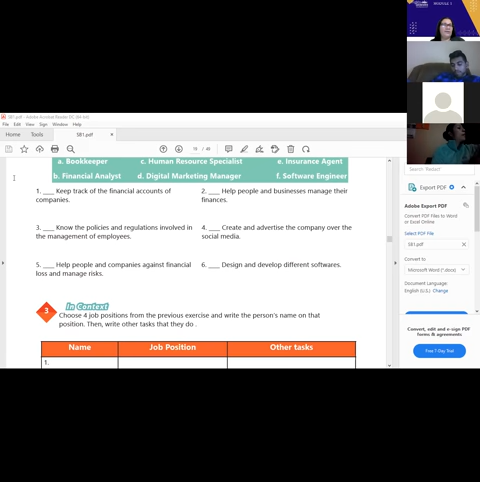 MODULE 1
SB1.pdf - Adobe Acrobat Reader DC (64-bit)
File Edit View Sign Window Help
Home Tools SB1.pdf ×
a. Bookkeeper c. Human Resource Specialist e. Insurance Agent
b. Financial Analyst d. Digital Marketing Manager f. Software Engineer
1. ___ Keep track of the financial accounts of
companies.
2. ___ Help people and businesses manage their
finances.
3. ___ Know the policies and regulations involved in
the management of employees.
4. ___ Create and advertise the company over the
social media.
5. ___ Help people and companies against financial
loss and manage risks.
6. ___ Design and develop different softwares.
3 In Context
Choose 4 job positions from the previous exercise and write the person's name on that
position. Then, write other tasks that they do .
Name Job Position Other tasks
1.
Search 'Redact'
Export PDF
Adobe Export PDF
Convert PDF Files to Word
or Excel Online
Select PDF File
SB1.pdf ×
Convert to
Microsoft Word (*.docx)
Document Language:
English (U.S.) Change
Convert, edit and e-sign PDF
forms & agreements
Free 7-Day Trial